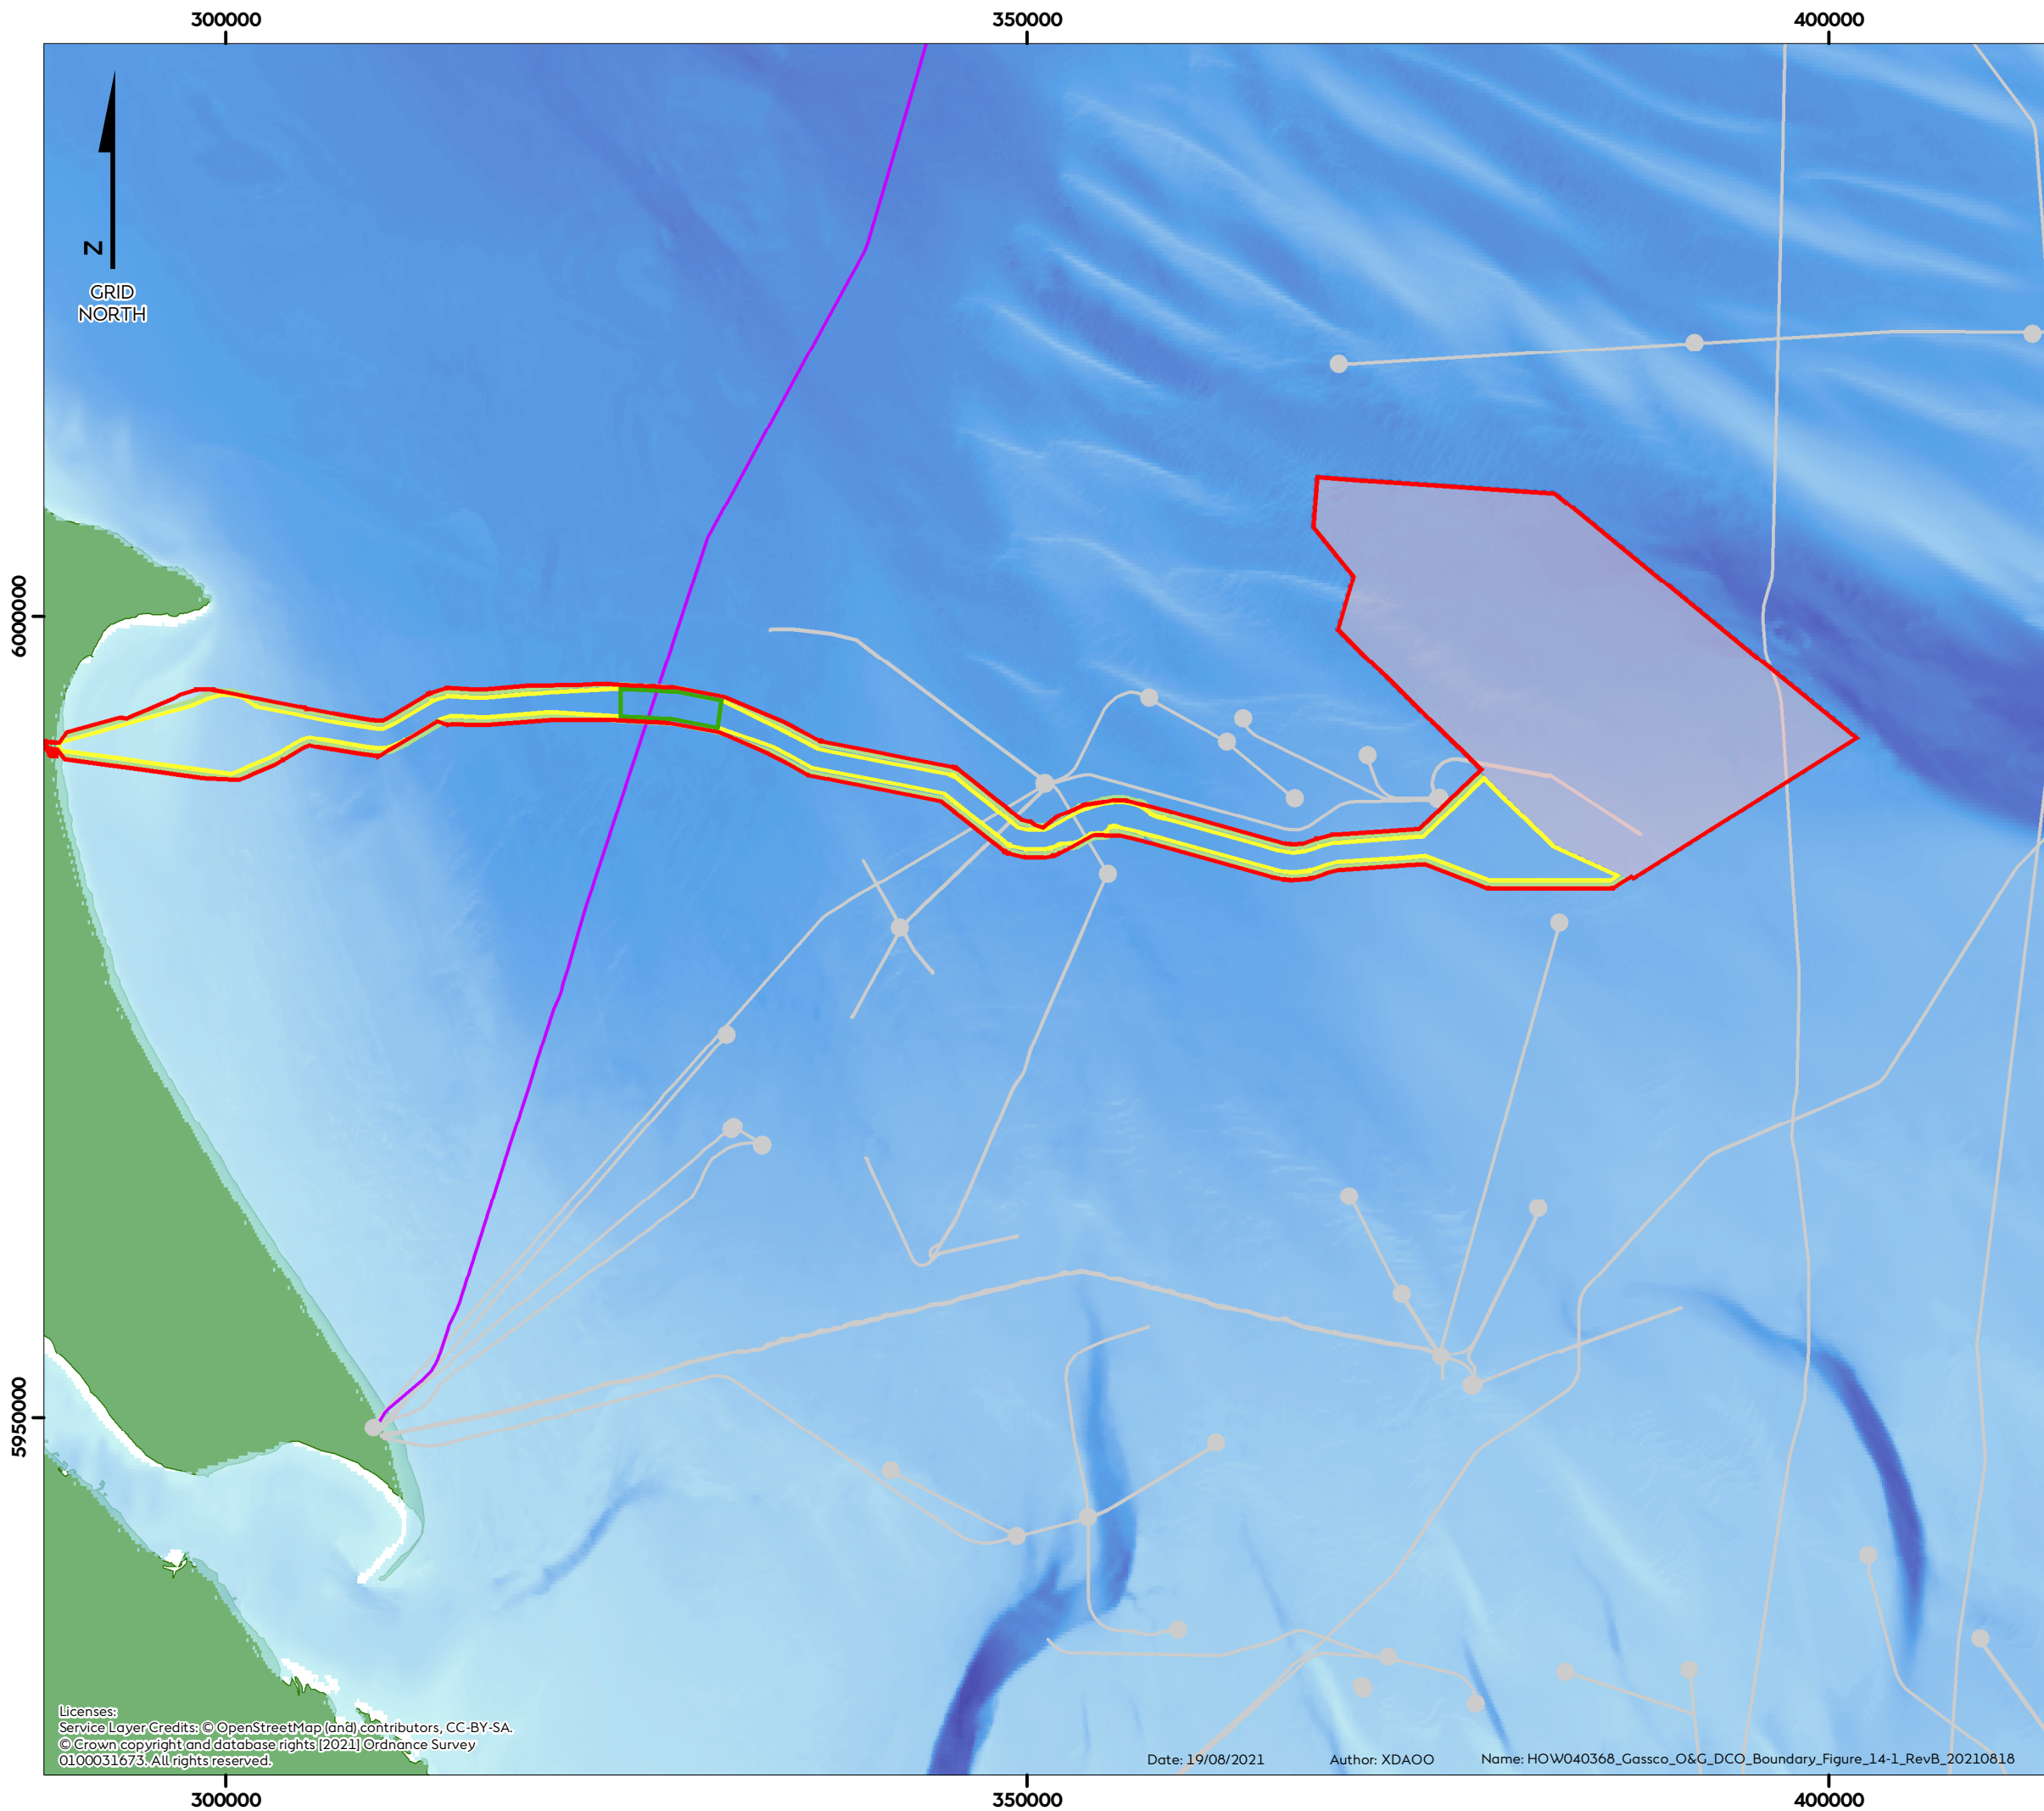 300000
350000
400000
N
GRID
NORTH
6000000
5950000
Licenses:
Service Layer Credits: © OpenStreetMap (and) contributors, CC-BY-SA.
© Crown copyright and database rights [2021] Ordnance Survey
0100031673. All rights reserved.
Date: 19/08/2021
Author: XDAOO
Name: HOW040368_Gassco_O&G_DCO_Boundary_Figure_14-1_RevB_20210818
300000
350000
400000